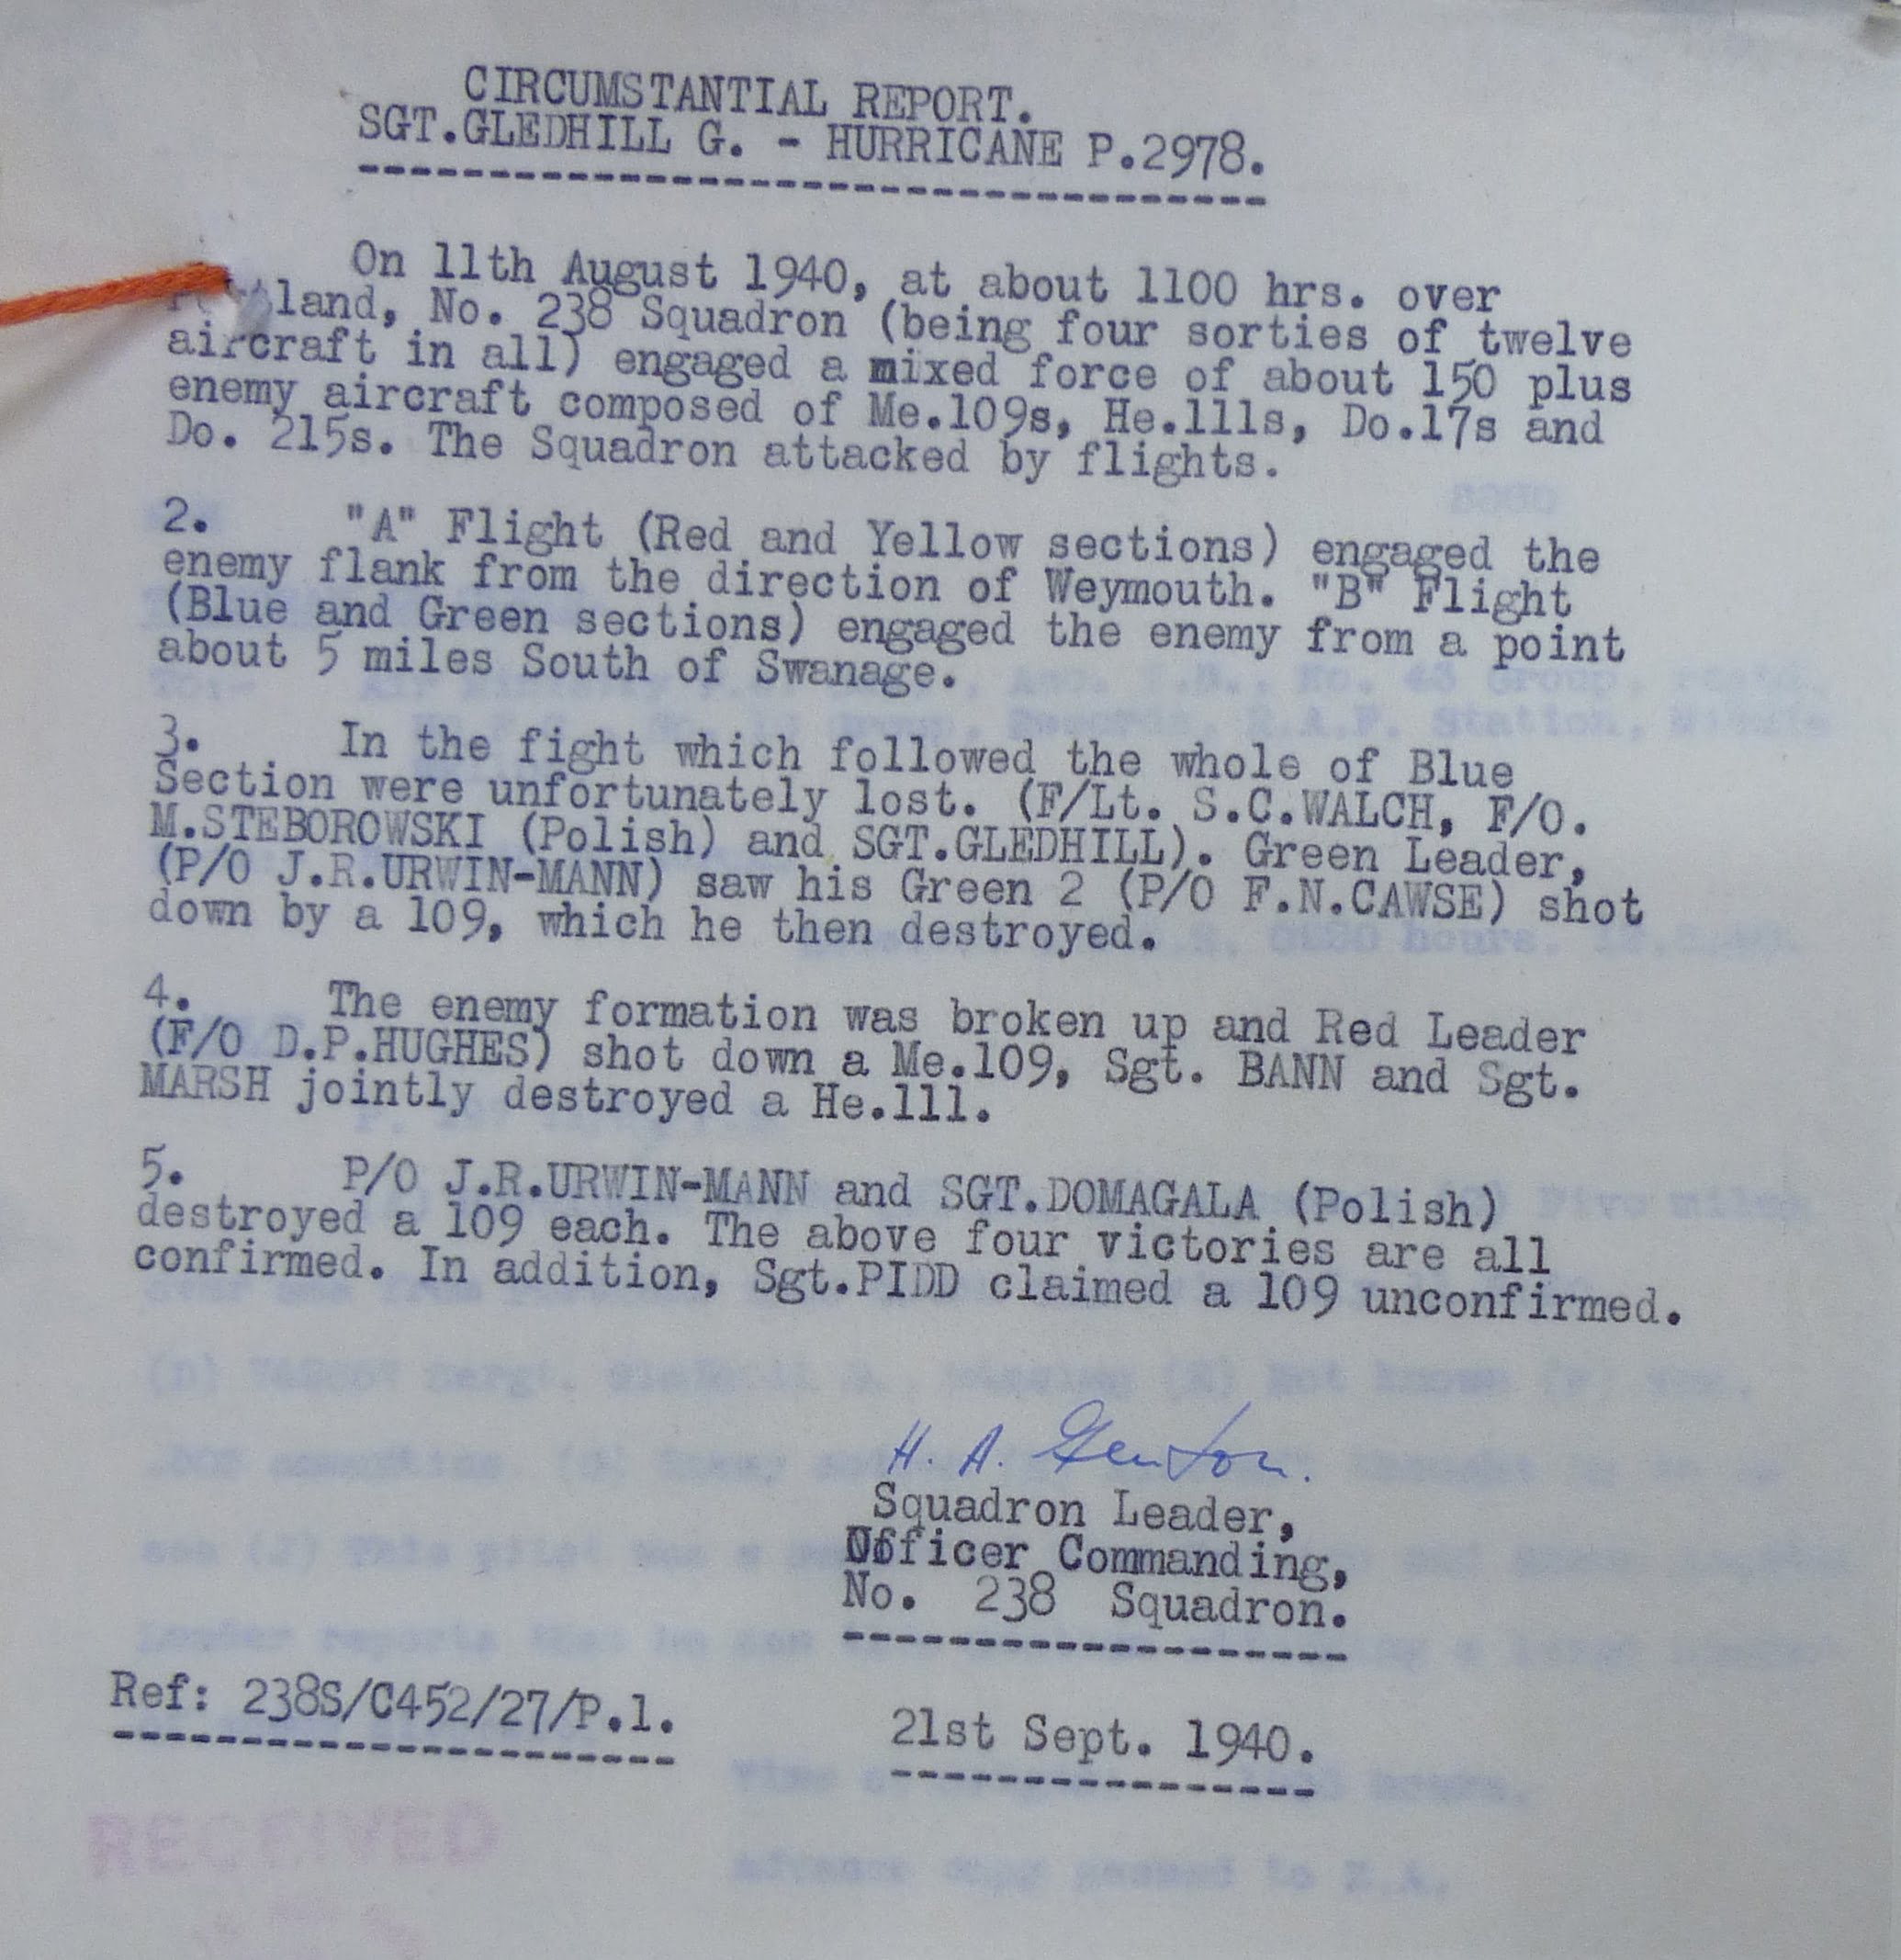 CIRCUMSTANTIAL REPORT.
SGT.GLEDHILL G. - HURRICANE P.2978.
On 11th August 1940, at about 1100 hrs. over
land, No. 238 Squadron (being four sorties of twelve
aircraft in all) engaged a mixed force of about 150 plus
enemy aircraft composed of Me.109s, He.111s, Do.17s and
Do. 215s. The Squadron attacked by flights.
2. "A" Flight (Red and Yellow sections) engaged the
enemy flank from the direction of Weymouth. "B" Flight
(Blue and Green sections) engaged the enemy from a point
about 5 miles South of Swanage.
3. In the fight which followed the whole of Blue
Section were unfortunately lost. (F/Lt. S.C.WALCH, F/O.
M.STEBOROWSKI (Polish) and SGT.GLEDHILL). Green Leader,
(P/O J.R.URWIN-MANN) saw his Green 2 (P/O F.N.CAWSE) shot
down by a 109, which he then destroyed.
4. The enemy formation was broken up and Red Leader
(F/O D.P.HUGHES) shot down a Me.109, Sgt. BANN and Sgt.
MARSH jointly destroyed a He.111.
5. P/O J.R.URWIN-MANN and SGT.DOMAGALA (Polish)
destroyed a 109 each. The above four victories are all
confirmed. In addition, Sgt.PIDD claimed a 109 unconfirmed.
H. A. Fenton.
Squadron Leader,
Officer Commanding,
No. 238 Squadron.
Ref: 238S/C452/27/P.1.
21st Sept. 1940.
RECEIVED